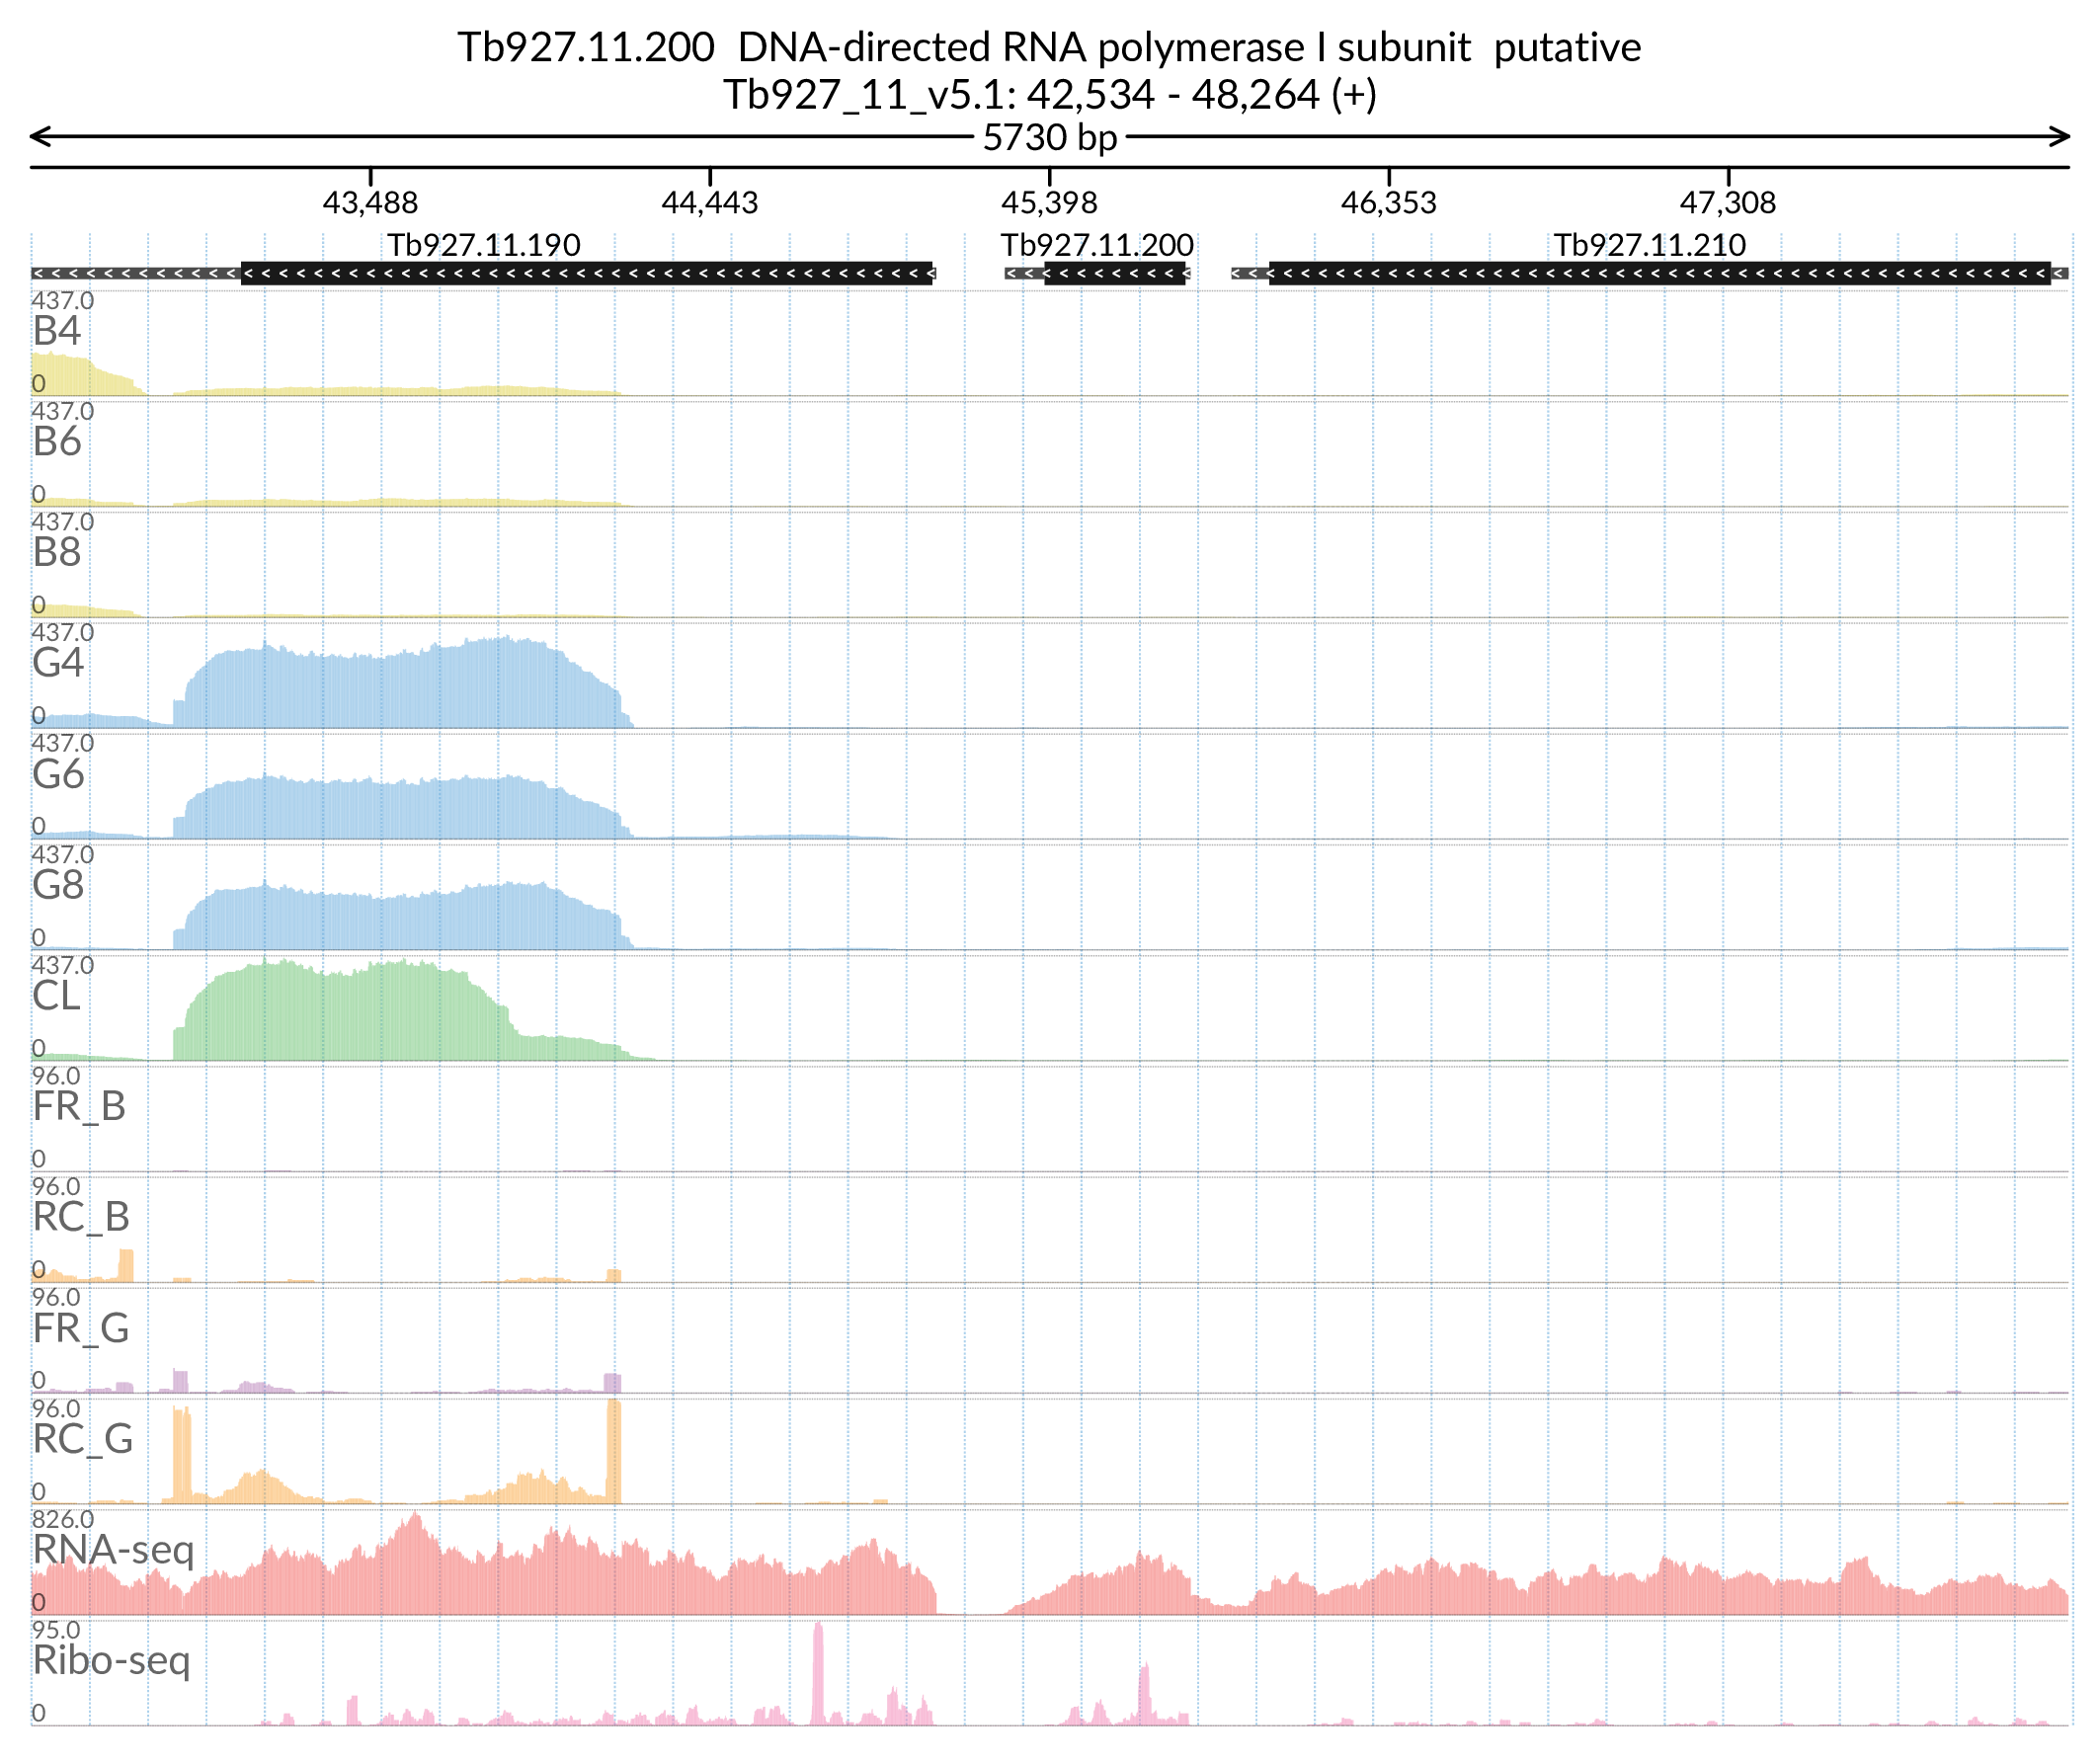 Tb927.11.200  DNA-directed RNA polymerase I subunit  putative
Tb927_11_v5.1: 42,534 - 48,264 (+)
5730 bp
43,488 44,443 45,398 46,353 47,308
Tb927.11.190 Tb927.11.200 Tb927.11.210
437.0
B4
0
437.0
B6
0
437.0
B8
0
437.0
G4
0
437.0
G6
0
437.0
G8
0
437.0
CL
0
96.0
FR_B
0
96.0
RC_B
0
96.0
FR_G
0
96.0
RC_G
0
826.0
RNA-seq
0
95.0
Ribo-seq
0